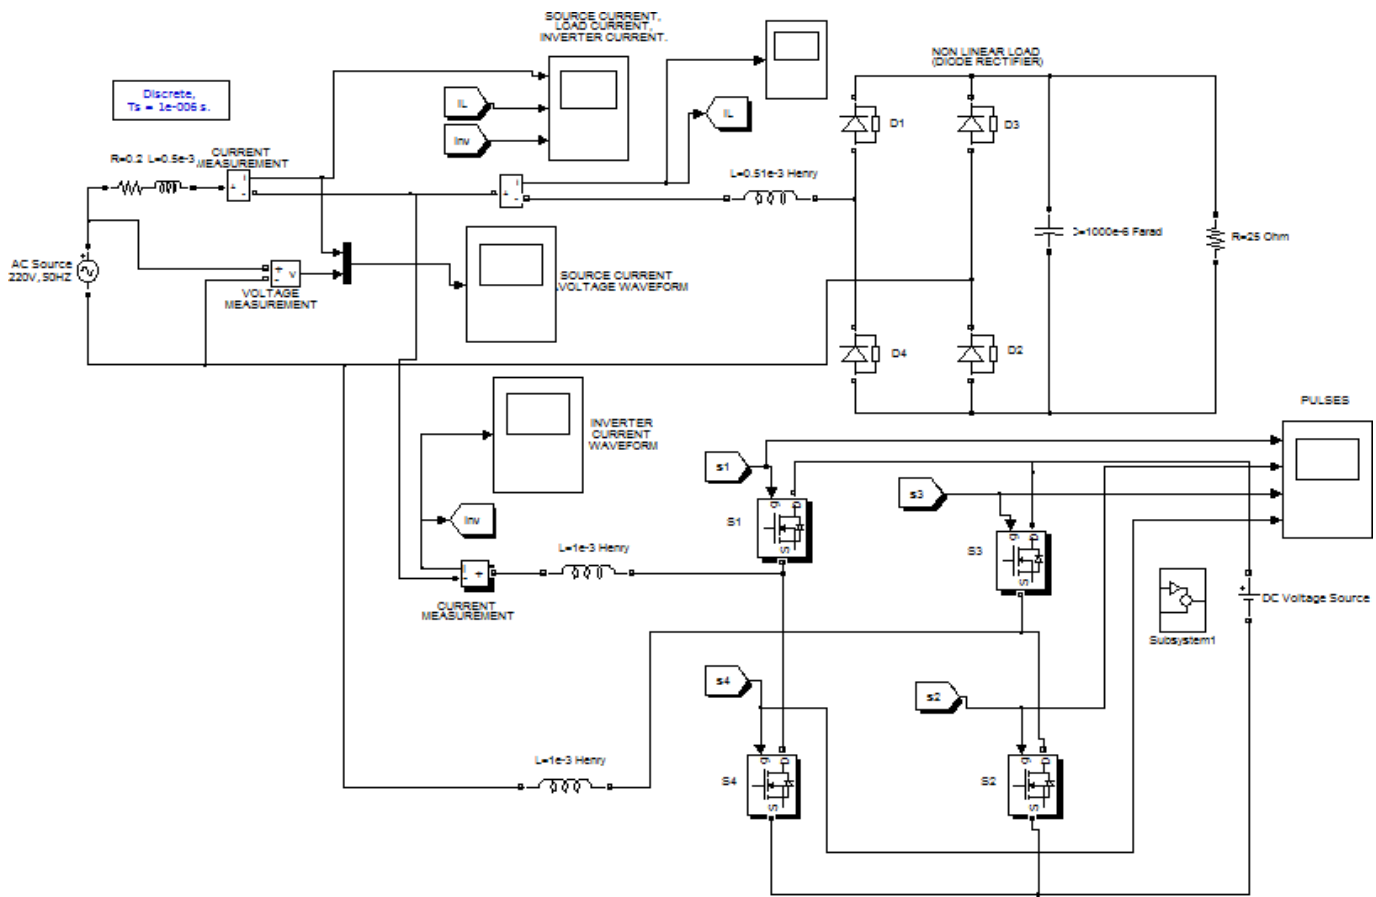 SOURCE CURRENT,
LOAD CURRENT,
INVERTER CURRENT.
NON LINEAR LOAD
(DIODE RECTIFIER)
Discrete,
Ts = 1e-006 s.
IL
Inv
IL
D1
D3
CURRENT
MEASUREMENT
R=0.2 L=0.5e-3
L=0.51e-3 Henry
i
+
-
i
+
-
AC Source
220V, 50HZ
+
+
-
v
VOLTAGE
MEASUREMENT
SOURCE CURRENT
VOLTAGE WAVEFORM
=1000e-6 Farad
R=25 Ohm
D4
D2
INVERTER
CURRENT
WAVEFORM
PULSES
s1
s3
S1
g
D
S
S3
g
D
S
Inv
L=1e-3 Henry
i
-
+
CURRENT
MEASUREMENT
+
DC Voltage Source
Subsystem1
s4
s2
L=1e-3 Henry
S4
g
D
S
S2
g
D
S